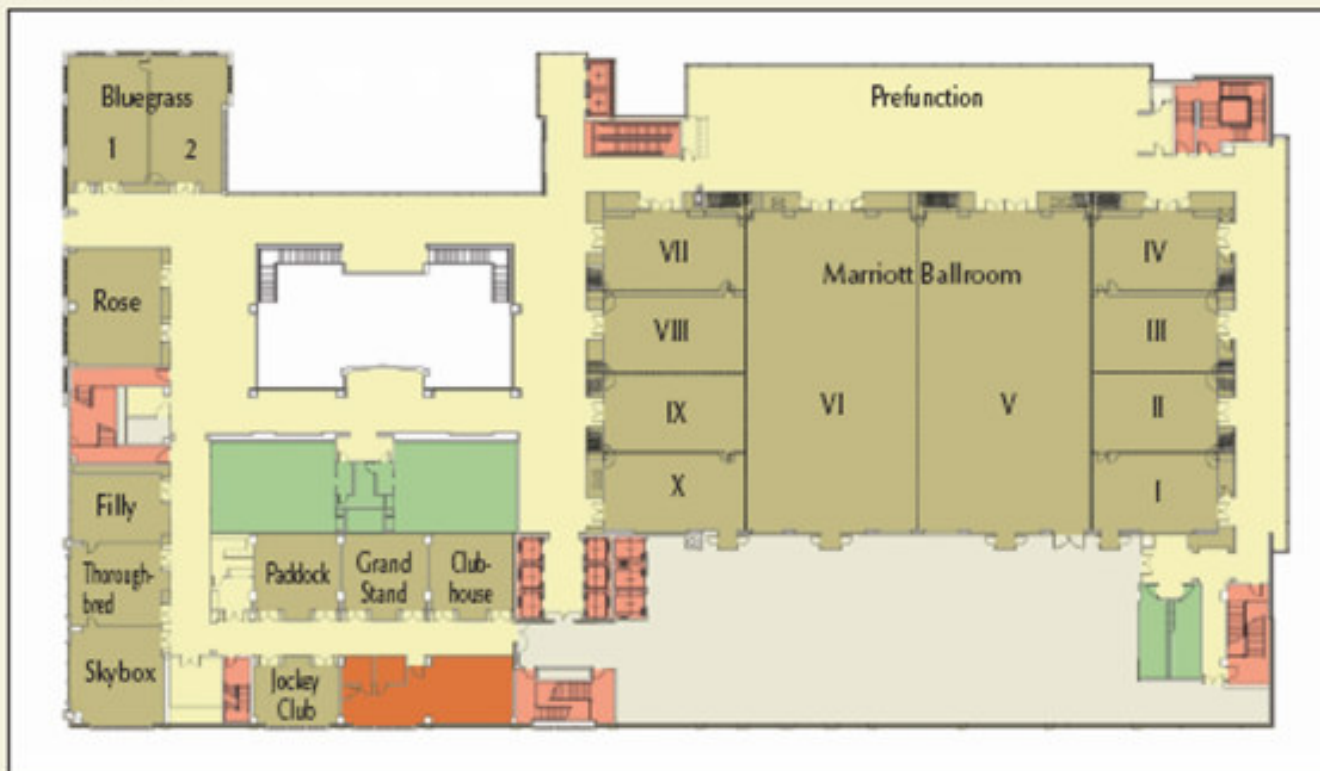 Bluegrass
1
2
Prefunction
Rose
VII
Marriott Ballroom
IV
VIII
III
IX
VI
V
II
X
I
Filly
Thorough-
bred
Skybox
Paddock
Grand
Stand
Club-
house
Jockey
Club